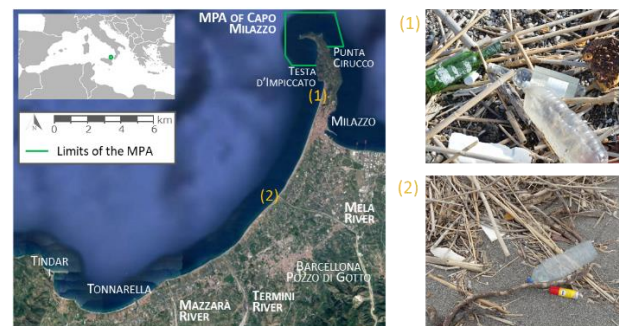 MPA OF CAPO
MILAZZO
PUNTA
CIRUCCO
TESTA
D'IMPICCATO
(1)
MILAZZO
N
0 2 4 6 km
Limits of the MPA
(2)
MELA
RIVER
TINDARI
TONNARELLA
BARCELLONA
POZZO DI GOTTO
MAZZARÀ
RIVER
TERMINI
RIVER
(1)
(2)